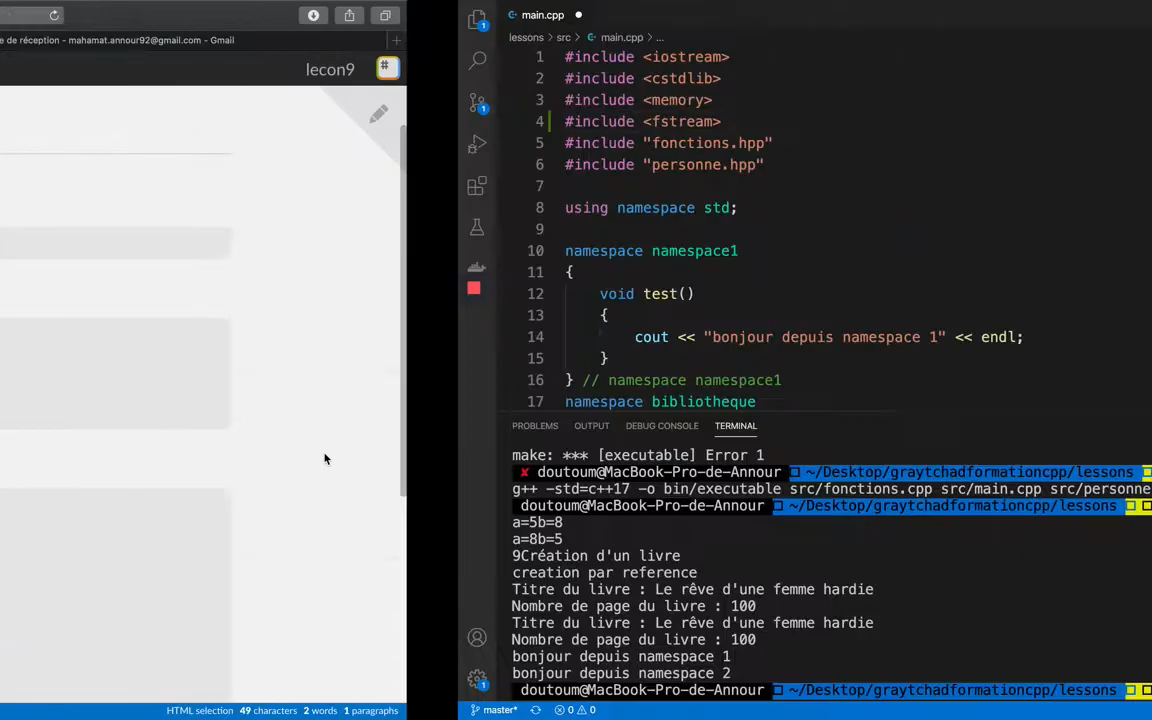 e de réception - mahamat.annour92@gmail.com - Gmail
lecon9
#
HTML selection 49 characters 2 words 1 paragraphs
main.cpp
lessons > src > main.cpp > ...
1 #include <iostream>
2 #include <cstdlib>
3 #include <memory>
4 #include <fstream>
5 #include "fonctions.hpp"
6 #include "personne.hpp"
7
8 using namespace std;
9
10 namespace namespace1
11 {
12 void test()
13 {
14 cout << "bonjour depuis namespace 1" << endl;
15 }
16 } // namespace namespace1
17 namespace bibliotheque
1
1
PROBLEMS OUTPUT DEBUG CONSOLE TERMINAL
make: *** [executable] Error 1
✘ doutoum@MacBook-Pro-de-Annour ~/Desktop/graytchadformationcpp/lessons
g++ -std=c++17 -o bin/executable src/fonctions.cpp src/main.cpp src/personne
doutoum@MacBook-Pro-de-Annour ~/Desktop/graytchadformationcpp/lessons
a=5b=8
a=8b=5
9Création d'un livre
creation par reference
Titre du livre : Le rêve d'une femme hardie
Nombre de page du livre : 100
Titre du livre : Le rêve d'une femme hardie
Nombre de page du livre : 100
bonjour depuis namespace 1
bonjour depuis namespace 2
doutoum@MacBook-Pro-de-Annour ~/Desktop/graytchadformationcpp/lessons
1
master* 0 0